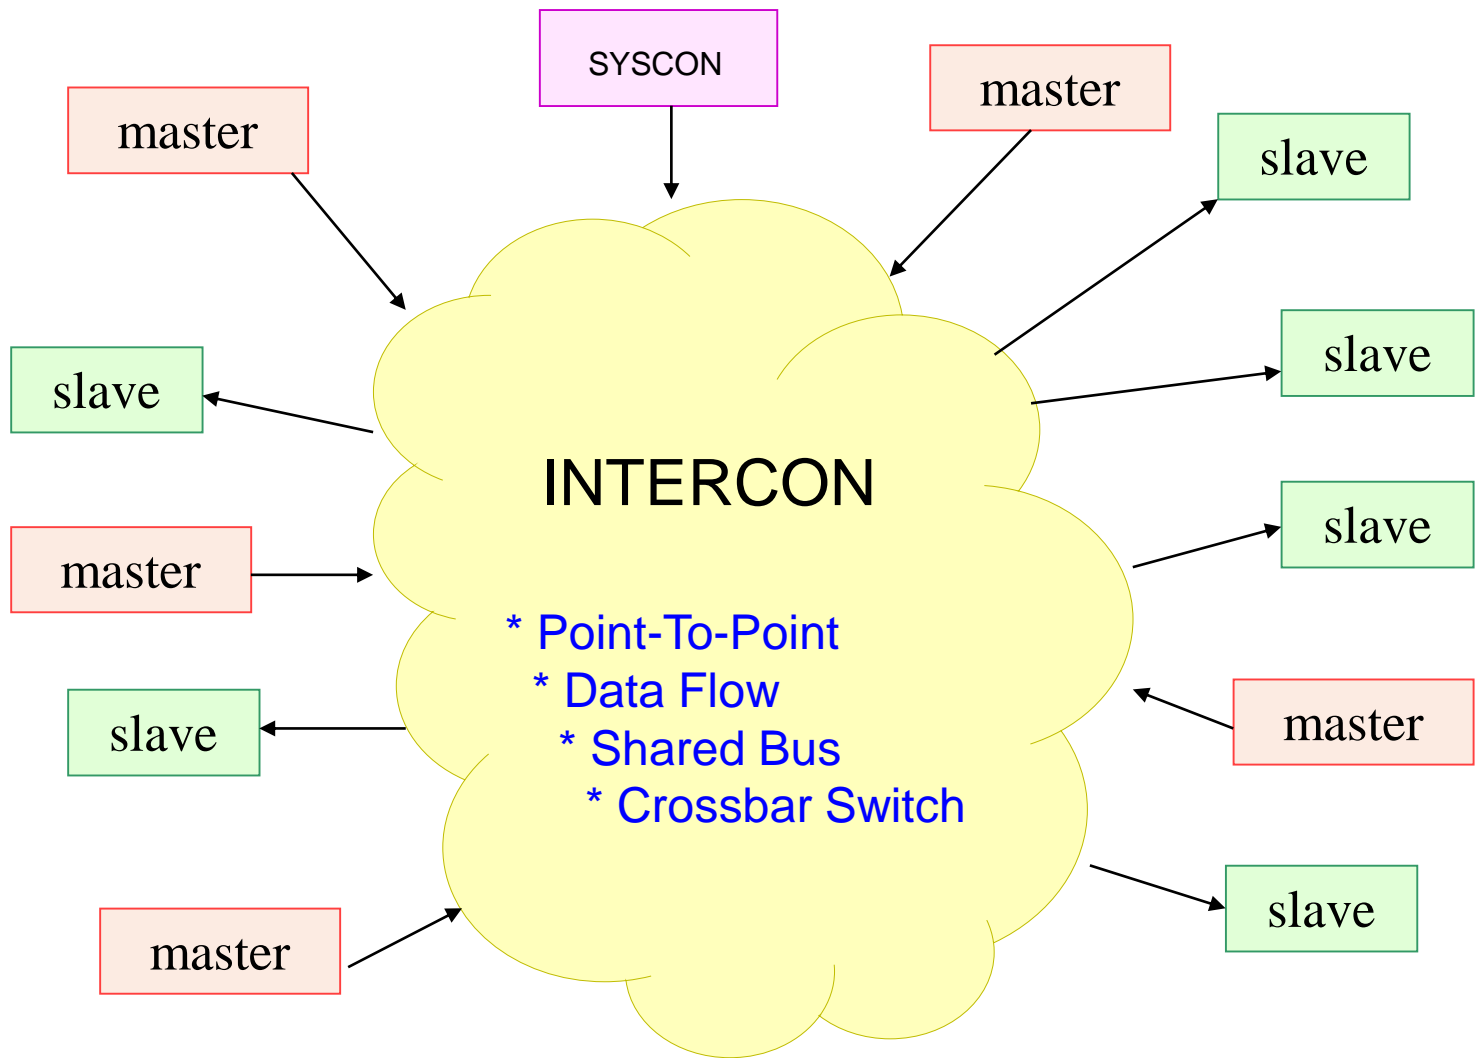 SYSCON
master
master
slave
slave
slave
INTERCON
slave
master
* Point-To-Point
* Data Flow
slave
master
* Shared Bus
* Crossbar Switch
slave
master